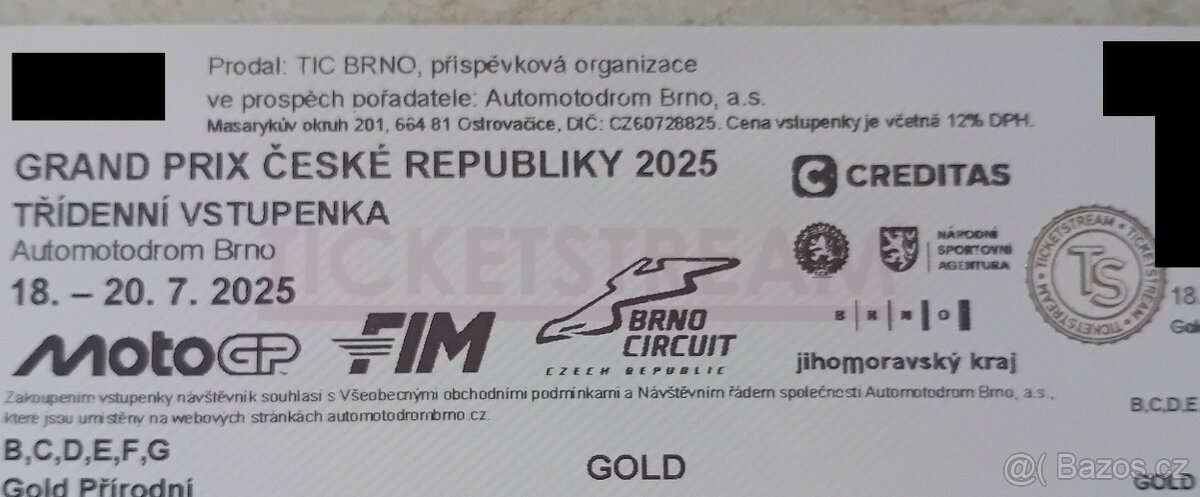 Prodal: TIC BRNO, příspěvková organizace
ve prospěch pořadatele: Automotodrom Brno, a.s.
Masarykův okruh 201, 664 81 Ostrovačice, DIČ: CZ60728825. Cena vstupenky je včetně 12% DPH.
GRAND PRIX ČESKÉ REPUBLIKY 2025
TŘÍDENNÍ VSTUPENKA
Automotodrom Brno
18. – 20. 7. 2025
TICKETSTREAM
CREDITAS
NÁRODNÍ
SPORTOVNÍ
AGENTURA
TICKETSTREAM • TICKETSTREAM
TS
18
Gol
MotoGP
FIM
BRNO
CIRCUIT
CZECH REPUBLIC
B R N O
jihomoravský kraj
Zakoupením vstupenky návštěvník souhlasí s Všeobecnými obchodními podmínkami a Návštěvním řádem společnosti Automotodrom Brno, a.s.,
které jsou umístěny na webových stránkách automotodrombrno.cz.
B,C,D,E
B,C,D,E,F,G
GOLD
Gold Přírodní
GOLD
@( Bazos.cz